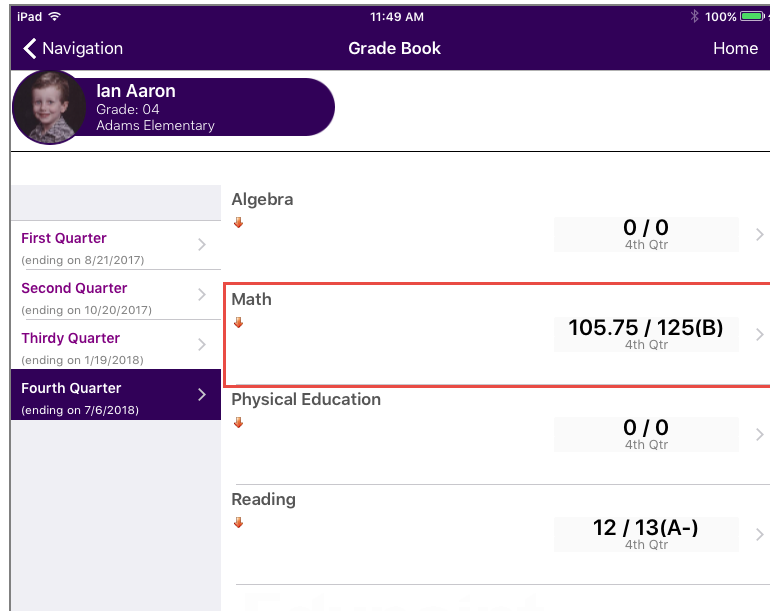 iPad 11:49 AM 100%
Navigation Grade Book Home
Ian Aaron
Grade: 04
Adams Elementary
First Quarter
(ending on 8/21/2017)
Second Quarter
(ending on 10/20/2017)
Thirdy Quarter
(ending on 1/19/2018)
Fourth Quarter
(ending on 7/6/2018)
Algebra
0 / 0
4th Qtr
Math
105.75 / 125(B)
4th Qtr
Physical Education
0 / 0
4th Qtr
Reading
12 / 13(A-)
4th Qtr